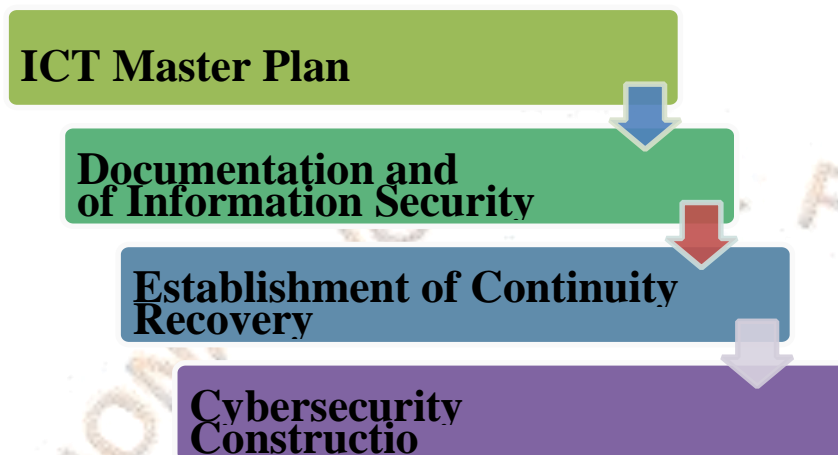 ICT Master Plan
Documentation and
of Information Security
Establishment of Continuity
Recovery
Cybersecurity
Constructio